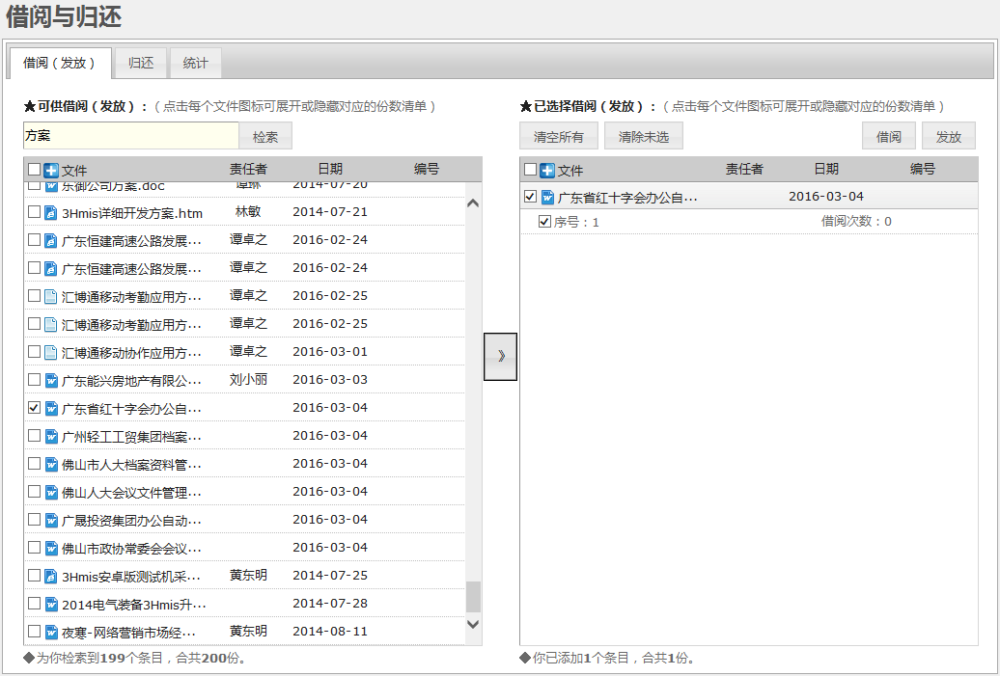 借阅与归还
借阅（发放）
归还
统计
★可供借阅（发放）：（点击每个文件图标可展开或隐藏对应的份数清单）
方案
检索
文件 责任者 日期 编号
东御公司方案.doc 谭琳 2014-07-20
3Hmis详细开发方案.htm 林敏 2014-07-21
广东恒建高速公路发展… 谭卓之 2016-02-24
广东恒建高速公路发展… 谭卓之 2016-02-24
汇博通移动考勤应用方… 谭卓之 2016-02-25
汇博通移动考勤应用方… 谭卓之 2016-02-25
汇博通移动协作应用方… 谭卓之 2016-03-01
广东能兴房地产有限公… 刘小丽 2016-03-03
广东省红十字会办公自… 2016-03-04
广州轻工工贸集团档案… 2016-03-04
佛山市人大档案资料管… 2016-03-04
佛山人大会议文件管理… 2016-03-04
广晟投资集团办公自动… 2016-03-04
佛山市政协常委会会议… 2016-03-04
3Hmis安卓版测试机采… 黄东明 2014-07-25
2014电气装备3Hmis升… 2014-07-28
夜寒-网络营销市场经… 黄东明 2014-08-11
◆为你检索到199个条目，合共200份。
》
★已选择借阅（发放）：（点击每个文件图标可展开或隐藏对应的份数清单）
清空所有 清除未选 借阅 发放
文件 责任者 日期 编号
广东省红十字会办公自… 2016-03-04
序号：1 借阅次数：0
◆你已添加1个条目，合共1份。